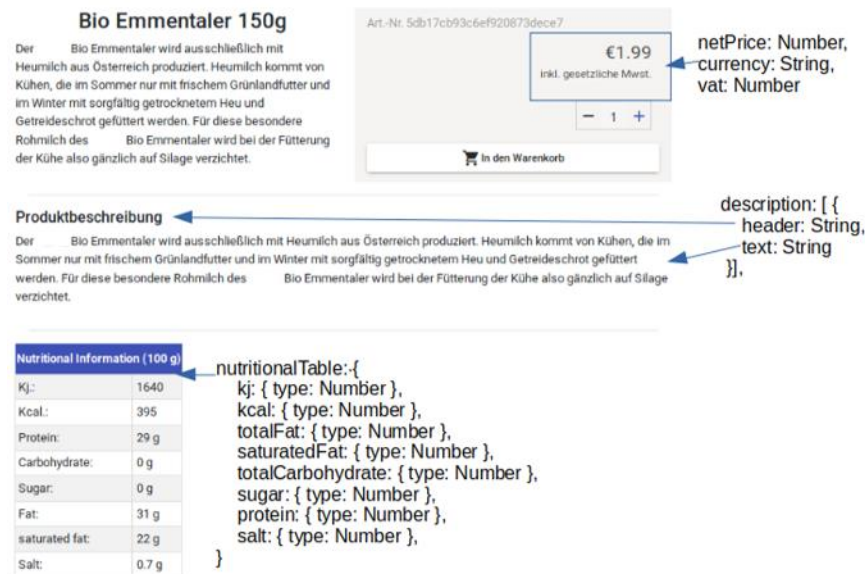 Bio Emmentaler 150g
Der Bio Emmentaler wird ausschließlich mit
Heumilch aus Österreich produziert. Heumilch kommt von
Kühen, die im Sommer nur mit frischem Grünlandfutter und
im Winter mit sorgfältig getrocknetem Heu und
Getreideschrot gefüttert werden. Für diese besondere
Rohmilch des Bio Emmentaler wird bei der Fütterung
der Kühe also gänzlich auf Silage verzichtet.
Art.-Nr. 5db17cb93c6ef920873dece7
€1.99
inkl. gesetzliche Mwst.
− 1 +
In den Warenkorb
netPrice: Number,
currency: String,
vat: Number
Produktbeschreibung
Der Bio Emmentaler wird ausschließlich mit Heumilch aus Österreich produziert. Heumilch kommt von Kühen, die im
Sommer nur mit frischem Grünlandfutter und im Winter mit sorgfältig getrocknetem Heu und Getreideschrot gefüttert
werden. Für diese besondere Rohmilch des Bio Emmentaler wird bei der Fütterung der Kühe also gänzlich auf Silage
verzichtet.
description: [ {
header: String,
text: String
}],
Nutritional Information (100 g)
Kj.: 1640
Kcal.: 395
Protein: 29 g
Carbohydrate: 0 g
Sugar: 0 g
Fat: 31 g
saturated fat: 22 g
Salt: 0.7 g
nutritionalTable: {
kj: { type: Number },
kcal: { type: Number },
totalFat: { type: Number },
saturatedFat: { type: Number },
totalCarbohydrate: { type: Number },
sugar: { type: Number },
protein: { type: Number },
salt: { type: Number },
}